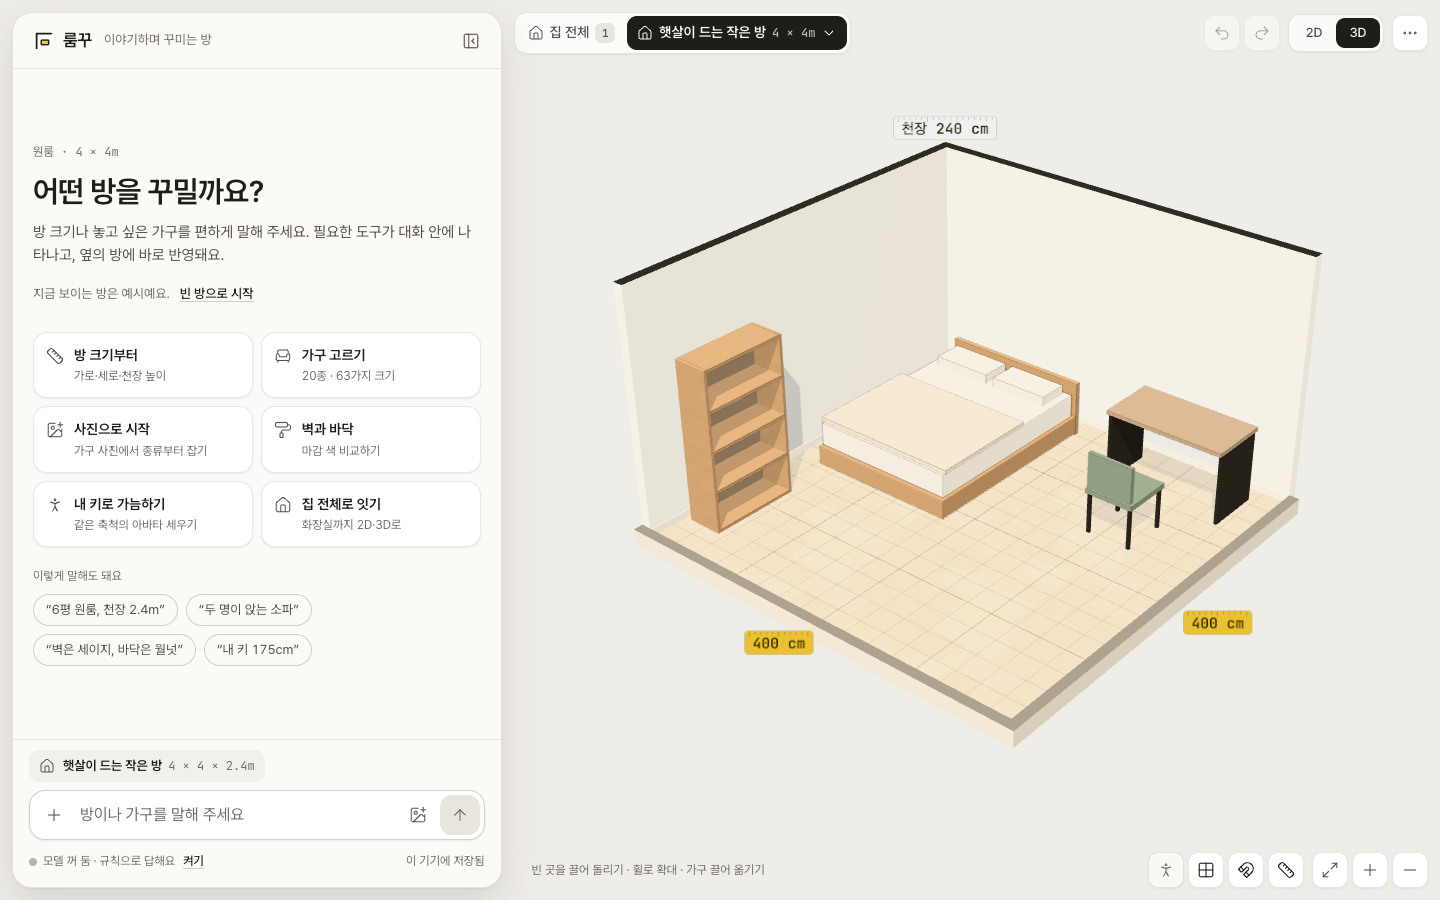 룸꾸 이야기하며 꾸미는 방
집 전체 1 햇살이 드는 작은 방 4 × 4m
2D 3D
원룸 · 4 × 4m
어떤 방을 꾸밀까요?
방 크기나 놓고 싶은 가구를 편하게 말해 주세요. 필요한 도구가 대화 안에 나
타나고, 옆의 방에 바로 반영돼요.
지금 보이는 방은 예시예요. 빈 방으로 시작
방 크기부터
가로·세로·천장 높이
가구 고르기
20종 · 63가지 크기
사진으로 시작
가구 사진에서 종류부터 잡기
벽과 바닥
마감 색 비교하기
내 키로 가늠하기
같은 축척의 아바타 세우기
집 전체로 잇기
화장실까지 2D·3D로
이렇게 말해도 돼요
“6평 원룸, 천장 2.4m”
“두 명이 앉는 소파”
“벽은 세이지, 바닥은 월넛”
“내 키 175cm”
햇살이 드는 작은 방 4 × 4 × 2.4m
방이나 가구를 말해 주세요
모델 꺼 둠 · 규칙으로 답해요 켜기
이 기기에 저장됨
천장 240 cm
400 cm
400 cm
빈 곳을 끌어 돌리기 · 휠로 확대 · 가구 끌어 옮기기